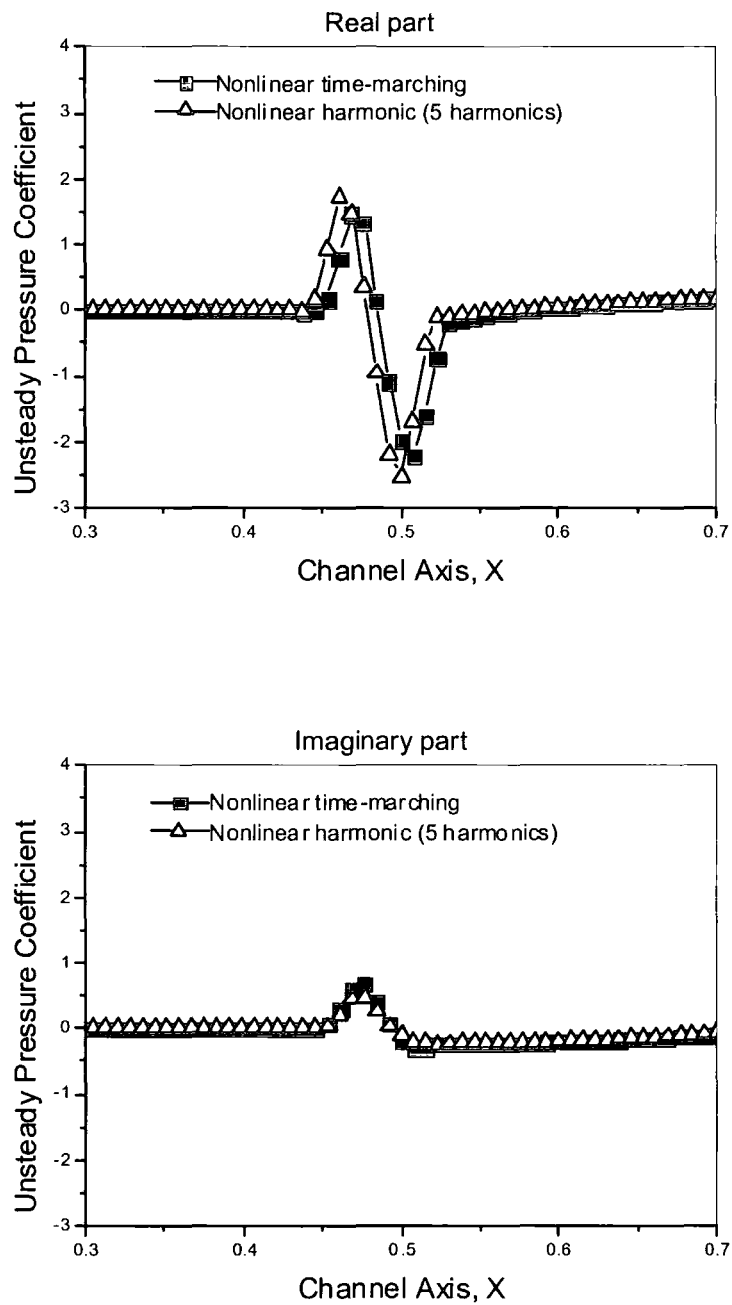 Real part
4
Nonlinear time-marching
3
Nonlinear harmonic (5 harmonics)
2
1
0
-1
-2
-3
Unsteady Pressure Coefficient
0.3 0.4 0.5 0.6 0.7
Channel Axis, X
Imaginary part
4
Nonlinear time-marching
3
Nonlinear harmonic (5 harmonics)
2
1
0
-1
-2
-3
Unsteady Pressure Coefficient
0.3 0.4 0.5 0.6 0.7
Channel Axis, X